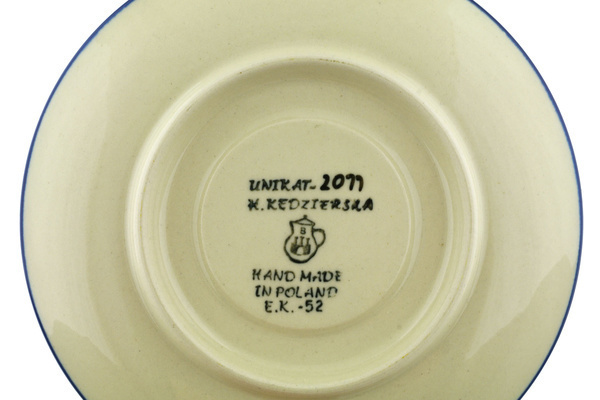 UNIKAT-2077
K. KEDZIERSKA
B
HAND MADE
IN POLAND
E.K. -52